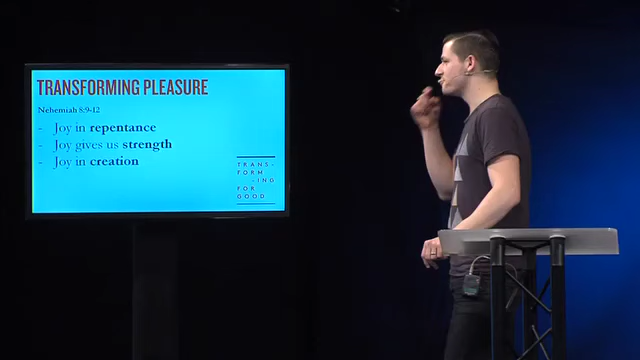 TRANSFORMING PLEASURE
Nehemiah 8:9-12
- Joy in repentance
- Joy gives us strength
- Joy in creation
TRANS-
FORM
-ING
FOR
GOOD